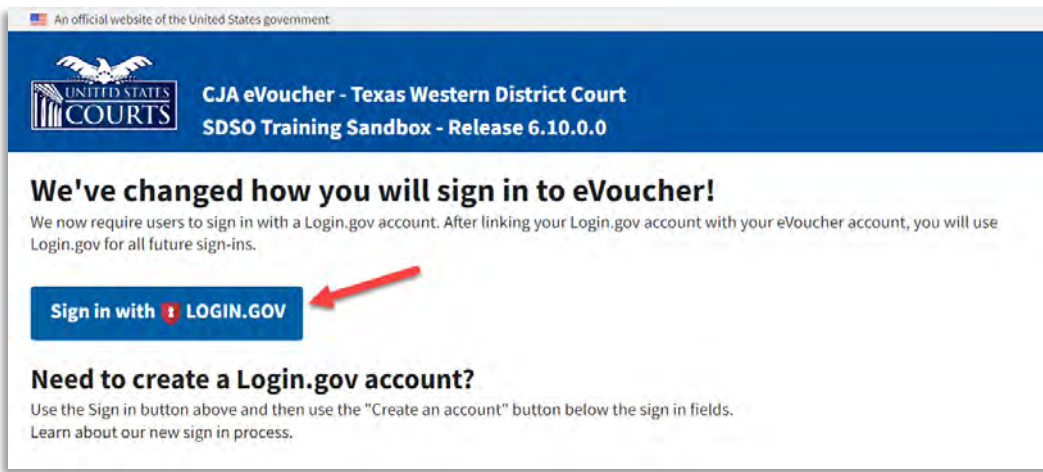 An official website of the United States government
UNITED STATES
COURTS
CJA eVoucher - Texas Western District Court
SDSO Training Sandbox - Release 6.10.0.0
We've changed how you will sign in to eVoucher!
We now require users to sign in with a Login.gov account. After linking your Login.gov account with your eVoucher account, you will use
Login.gov for all future sign-ins.
Sign in with LOGIN.GOV
Need to create a Login.gov account?
Use the Sign in button above and then use the "Create an account" button below the sign in fields.
Learn about our new sign in process.